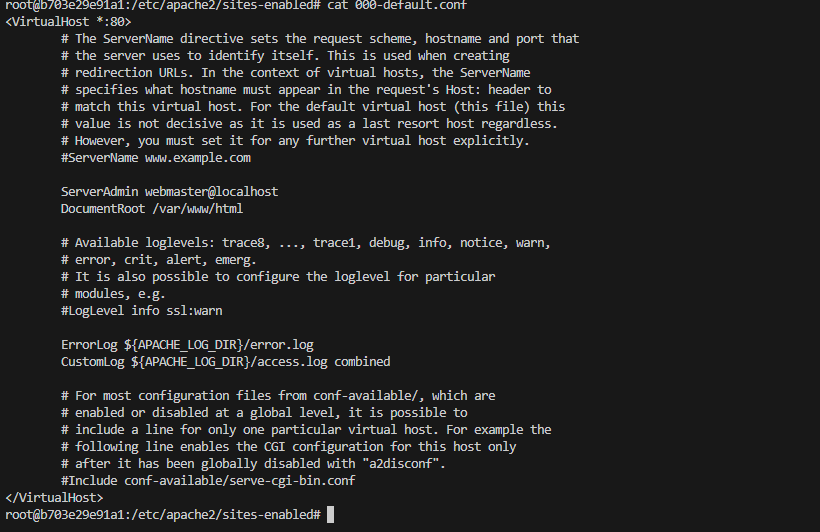 root@b703e29e91a1:/etc/apache2/sites-enabled# cat 000-default.conf
<VirtualHost *:80>
        # The ServerName directive sets the request scheme, hostname and port that
        # the server uses to identify itself. This is used when creating
        # redirection URLs. In the context of virtual hosts, the ServerName
        # specifies what hostname must appear in the request's Host: header to
        # match this virtual host. For the default virtual host (this file) this
        # value is not decisive as it is used as a last resort host regardless.
        # However, you must set it for any further virtual host explicitly.
        #ServerName www.example.com

        ServerAdmin webmaster@localhost
        DocumentRoot /var/www/html

        # Available loglevels: trace8, ..., trace1, debug, info, notice, warn,
        # error, crit, alert, emerg.
        # It is also possible to configure the loglevel for particular
        # modules, e.g.
        #LogLevel info ssl:warn

        ErrorLog ${APACHE_LOG_DIR}/error.log
        CustomLog ${APACHE_LOG_DIR}/access.log combined

        # For most configuration files from conf-available/, which are
        # enabled or disabled at a global level, it is possible to
        # include a line for only one particular virtual host. For example the
        # following line enables the CGI configuration for this host only
        # after it has been globally disabled with "a2disconf".
        #Include conf-available/serve-cgi-bin.conf
</VirtualHost>
root@b703e29e91a1:/etc/apache2/sites-enabled#